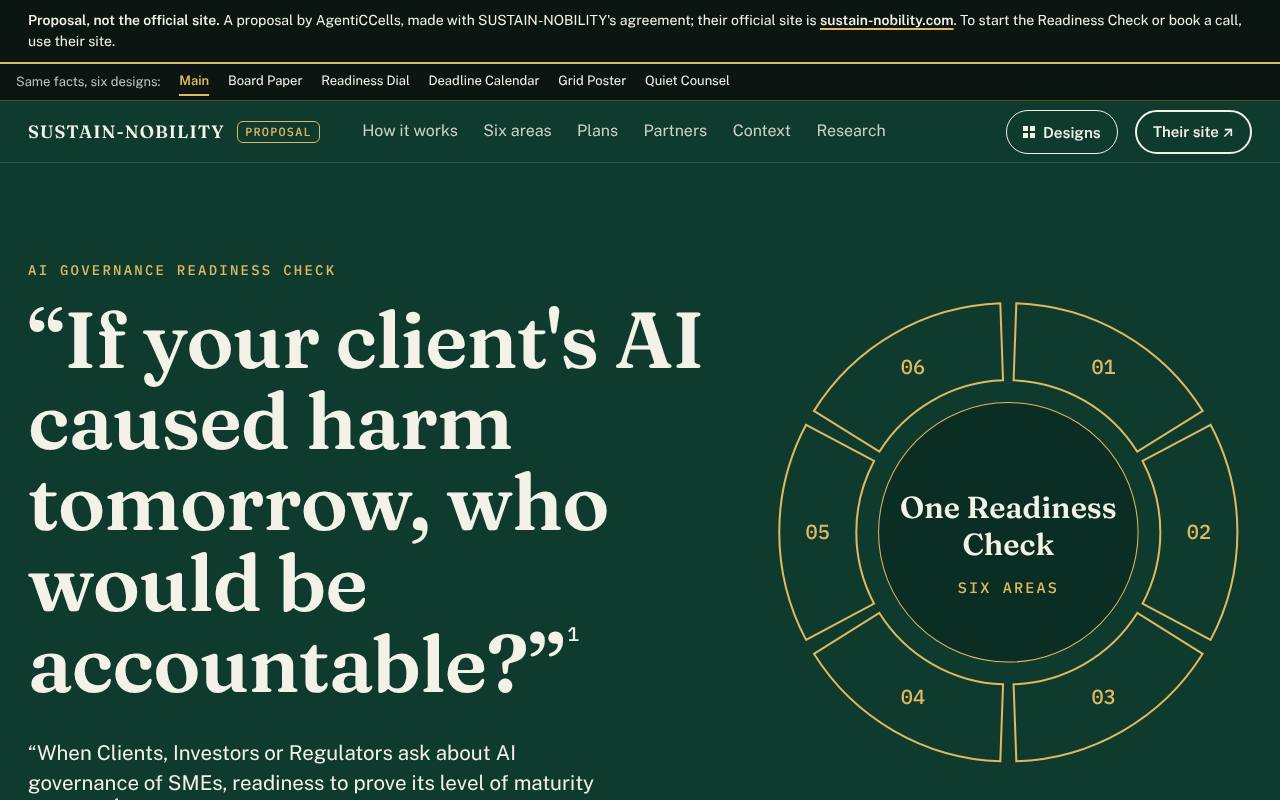 Proposal, not the official site. A proposal by AgentiCCells, made with SUSTAIN-NOBILITY's agreement; their official site is sustain-nobility.com. To start the Readiness Check or book a call,
use their site.
Same facts, six designs: Main Board Paper Readiness Dial Deadline Calendar Grid Poster Quiet Counsel
SUSTAIN-NOBILITY PROPOSAL How it works Six areas Plans Partners Context Research Designs Their site ↗
AI GOVERNANCE READINESS CHECK
“If your client's AI
caused harm
tomorrow, who
would be
accountable?”1
“When Clients, Investors or Regulators ask about AI
governance of SMEs, readiness to prove its level of maturity
06
01
05
One Readiness
Check
SIX AREAS
02
04
03